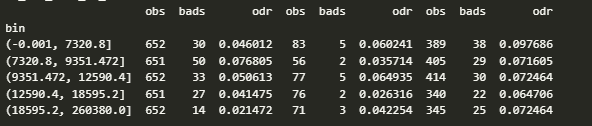 obs bads odr obs bads odr obs bads odr
bin
(-0.001, 7320.8] 652 30 0.046012 83 5 0.060241 389 38 0.097686
(7320.8, 9351.472] 651 50 0.076805 56 2 0.035714 405 29 0.071605
(9351.472, 12590.4] 652 33 0.050613 77 5 0.064935 414 30 0.072464
(12590.4, 18595.2] 651 27 0.041475 76 2 0.026316 340 22 0.064706
(18595.2, 260380.0] 652 14 0.021472 71 3 0.042254 345 25 0.072464